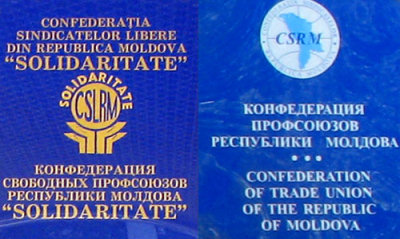 CONFEDERAŢIA
SINDICATELOR LIBERE
DIN REPUBLICA MOLDOVA
“SOLIDARITATE”
SOLIDARITATE
CSLRM
КОНФЕДЕРАЦИЯ
СВОБОДНЫХ ПРОФСОЮЗОВ
РЕСПУБЛИКИ МОЛДОВА
“SOLIDARITATE”
CSRM
КОНФЕДЕРАЦИЯ
ПРОФСОЮЗОВ
РЕСПУБЛИКИ МОЛДОВА
• • •
CONFEDERATION
OF TRADE UNION
OF THE REPUBLIC
OF MOLDOVA